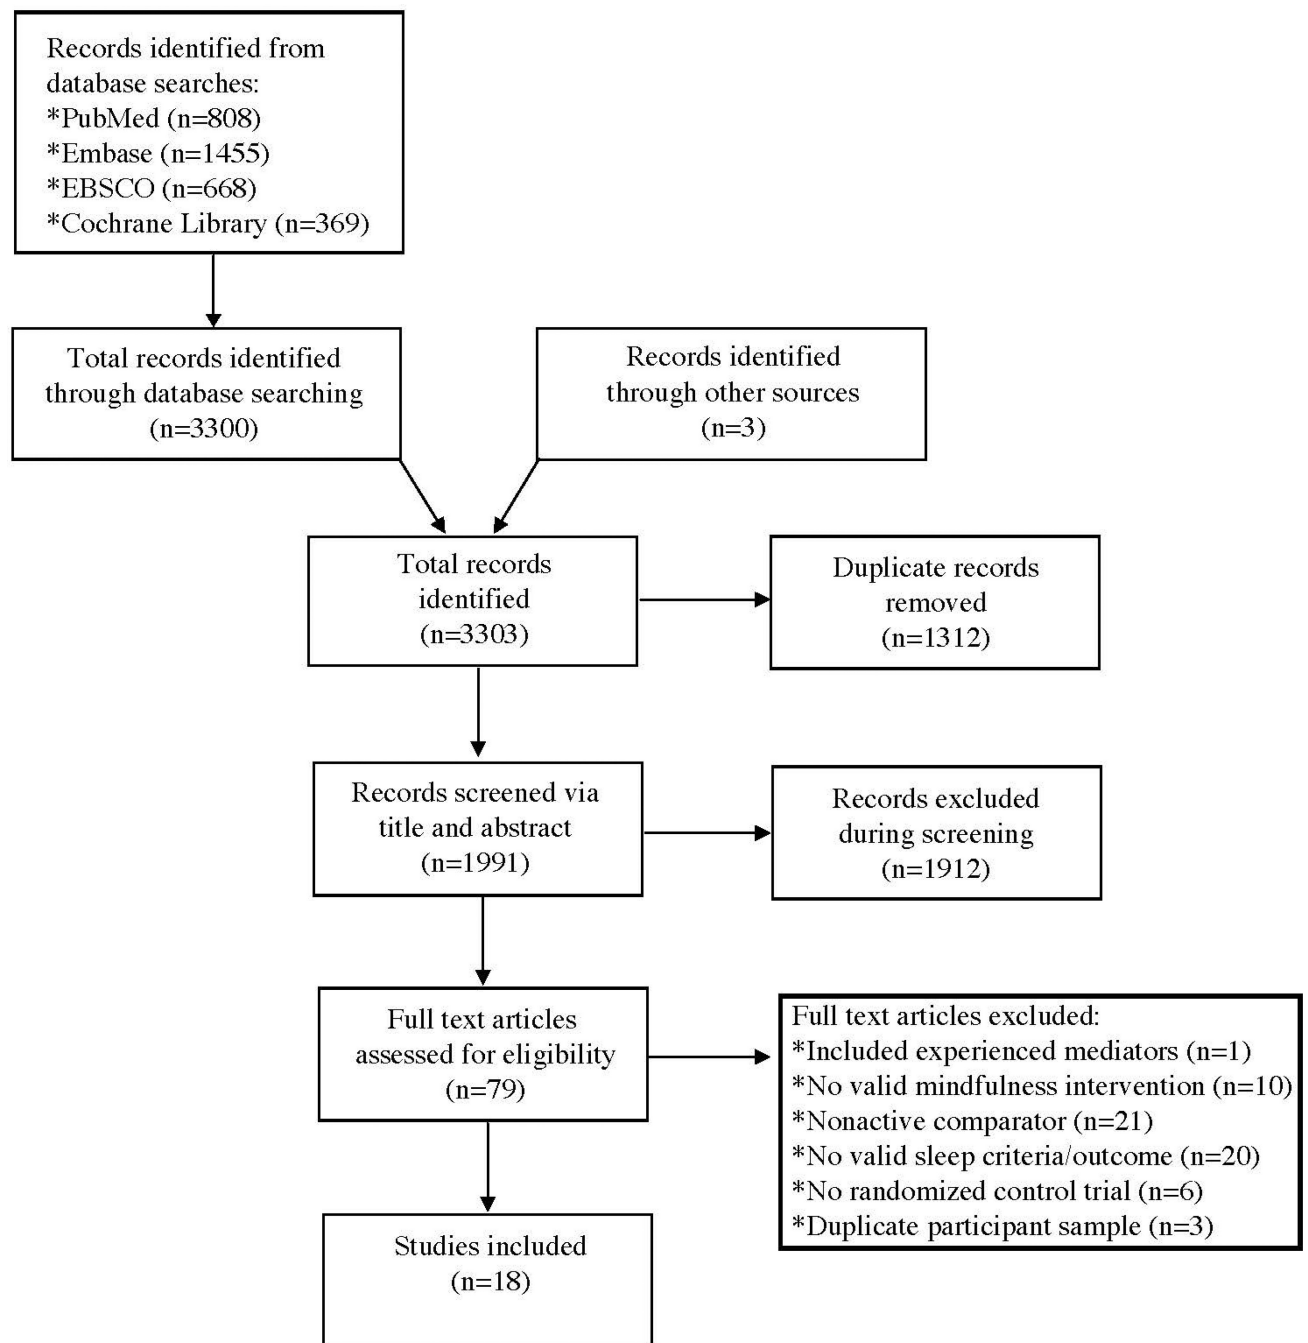 Records identified from
database searches:
*PubMed (n=808)
*Embase (n=1455)
*EBSCO (n=668)
*Cochrane Library (n=369)
Total records identified
through database searching
(n=3300)
Records identified
through other sources
(n=3)
Total records
identified
(n=3303)
Duplicate records
removed
(n=1312)
Records screened via
title and abstract
(n=1991)
Records excluded
during screening
(n=1912)
Full text articles
assessed for eligibility
(n=79)
Full text articles excluded:
*Included experienced mediators (n=1)
*No valid mindfulness intervention (n=10)
*Nonactive comparator (n=21)
*No valid sleep criteria/outcome (n=20)
*No randomized control trial (n=6)
*Duplicate participant sample (n=3)
Studies included
(n=18)